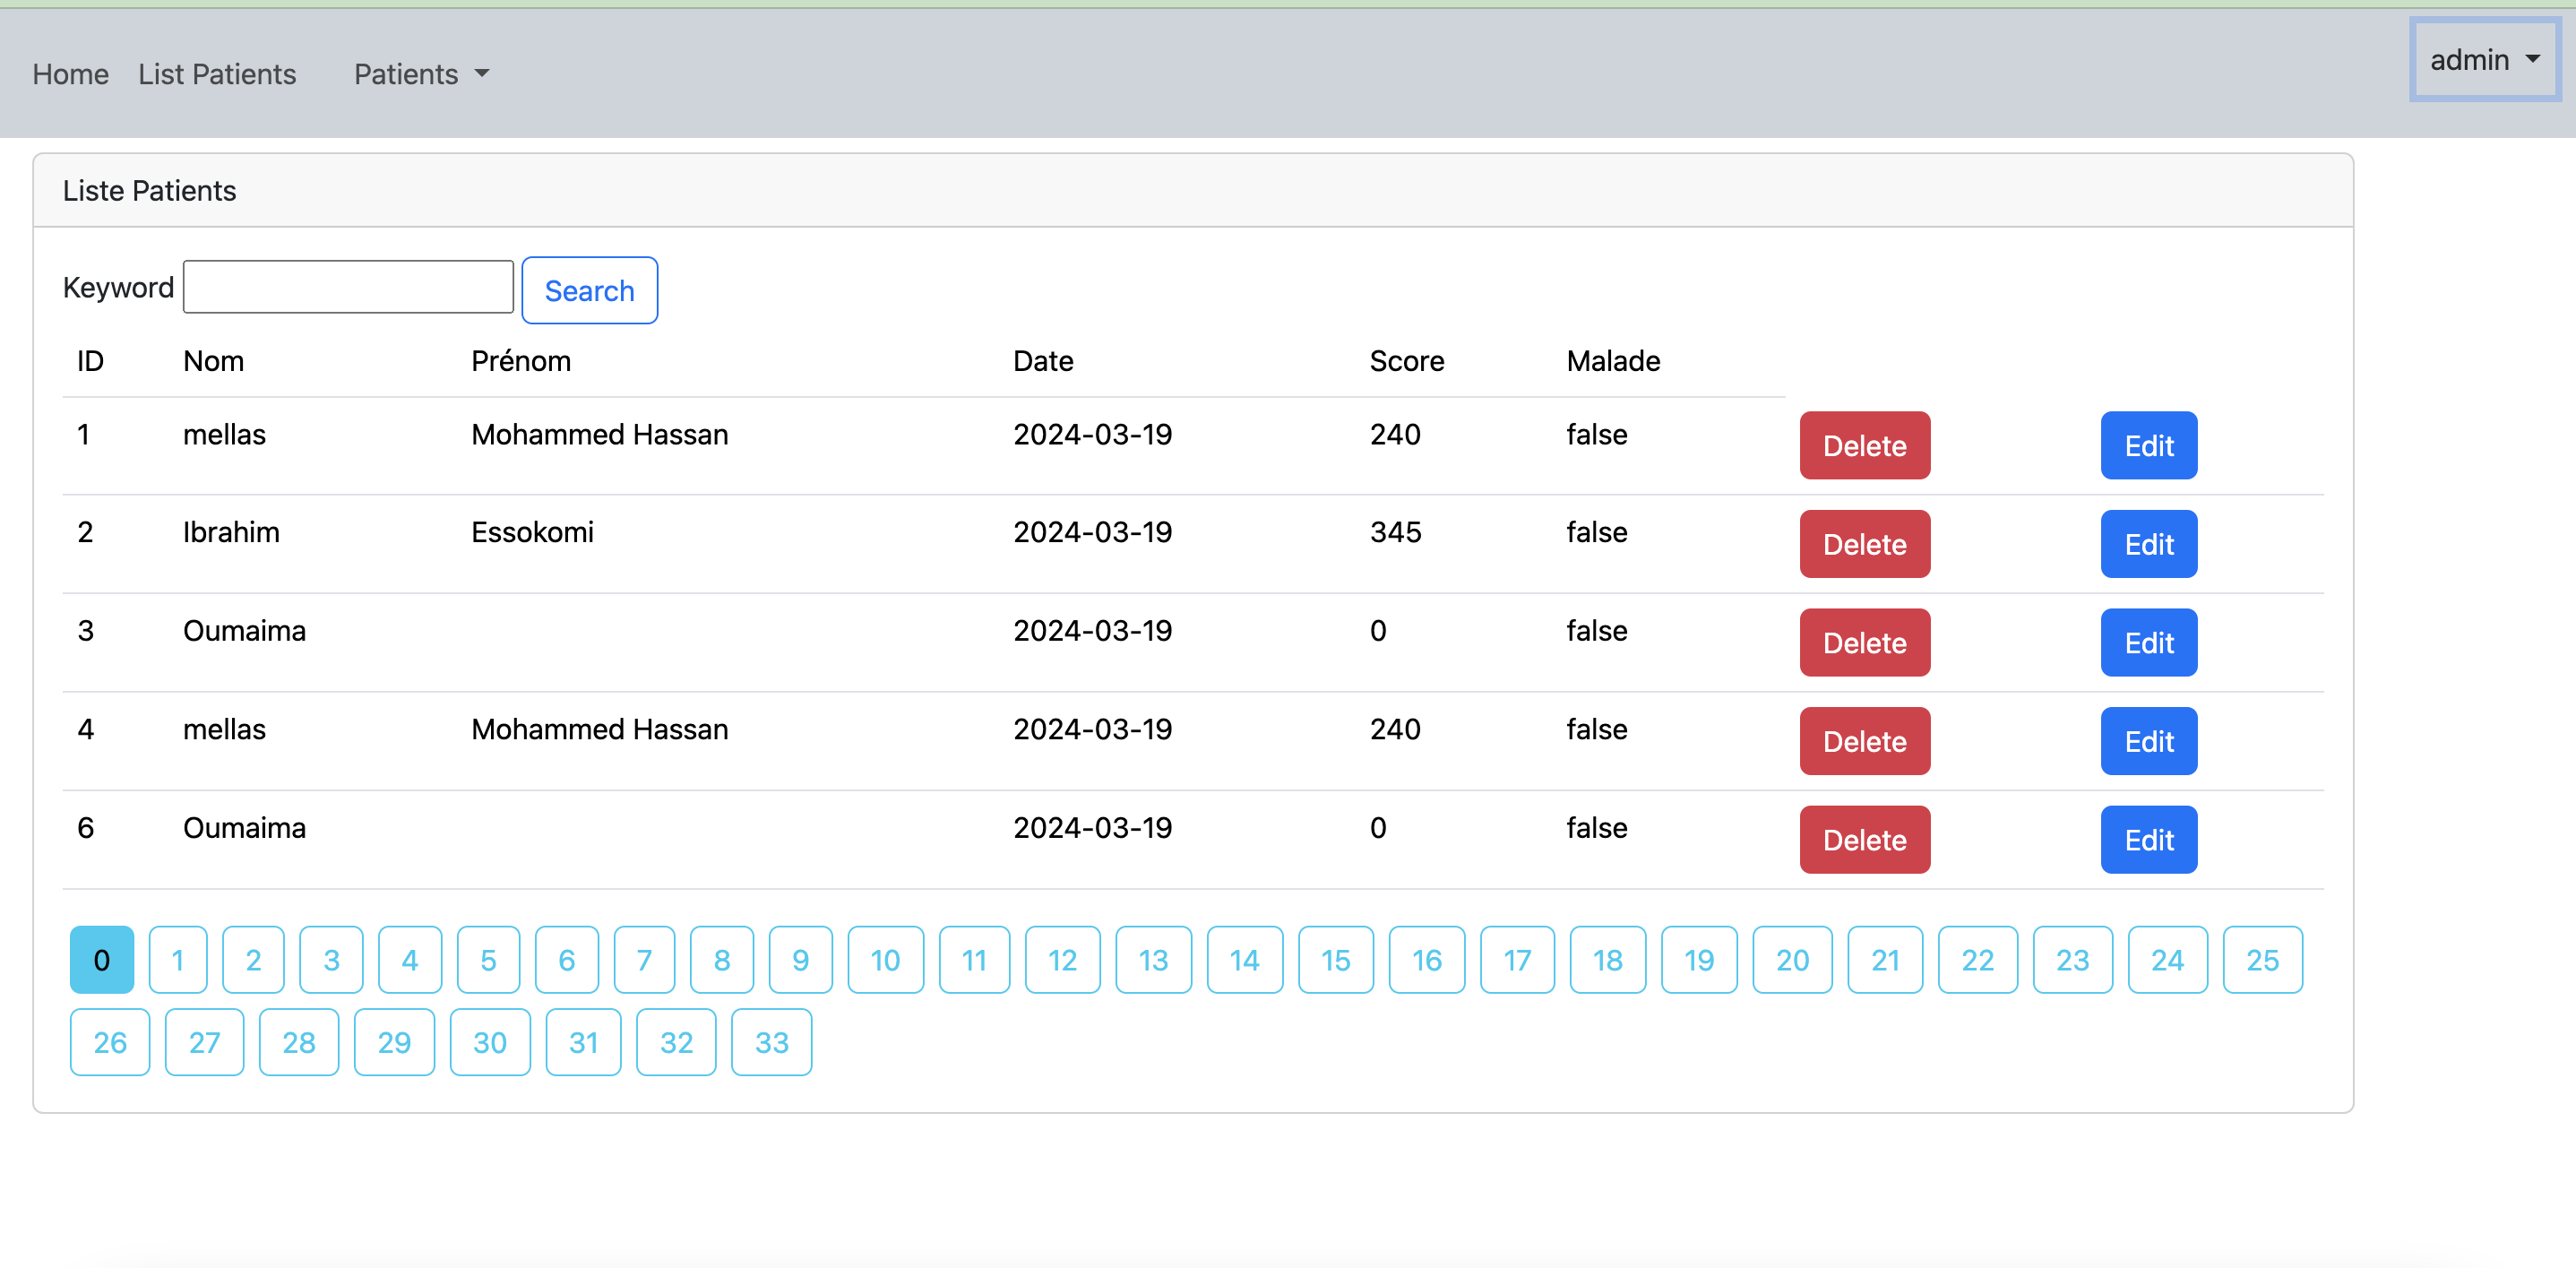 Home List Patients Patients admin
Liste Patients
Keyword Search
ID Nom Prénom Date Score Malade
1 mellas Mohammed Hassan 2024-03-19 240 false Delete Edit
2 Ibrahim Essokomi 2024-03-19 345 false Delete Edit
3 Oumaima 2024-03-19 0 false Delete Edit
4 mellas Mohammed Hassan 2024-03-19 240 false Delete Edit
6 Oumaima 2024-03-19 0 false Delete Edit
0 1 2 3 4 5 6 7 8 9 10 11 12 13 14 15 16 17 18 19 20 21 22 23 24 25
26 27 28 29 30 31 32 33